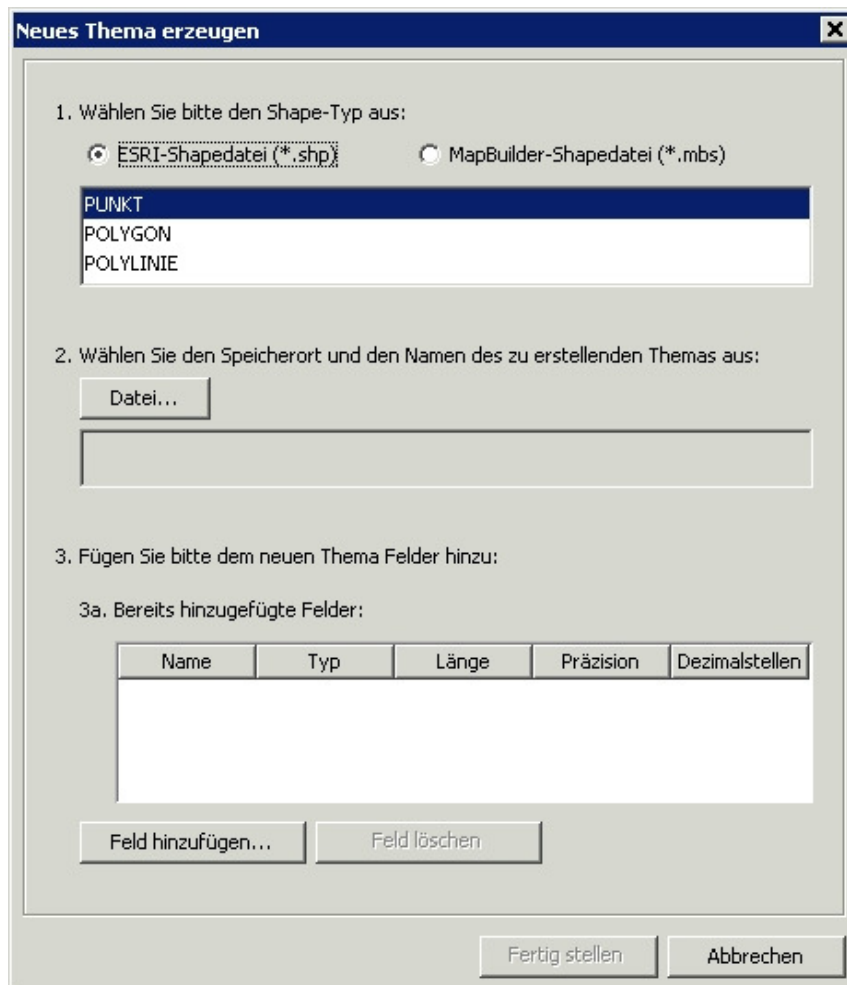 Neues Thema erzeugen
1. Wählen Sie bitte den Shape-Typ aus:
ESRI-Shapedatei (*.shp) MapBuilder-Shapedatei (*.mbs)
PUNKT
POLYGON
POLYLINIE
2. Wählen Sie den Speicherort und den Namen des zu erstellenden Themas aus:
Datei...
3. Fügen Sie bitte dem neuen Thema Felder hinzu:
3a. Bereits hinzugefügte Felder:
Name Typ Länge Präzision Dezimalstellen
Feld hinzufügen... Feld löschen
Fertig stellen Abbrechen